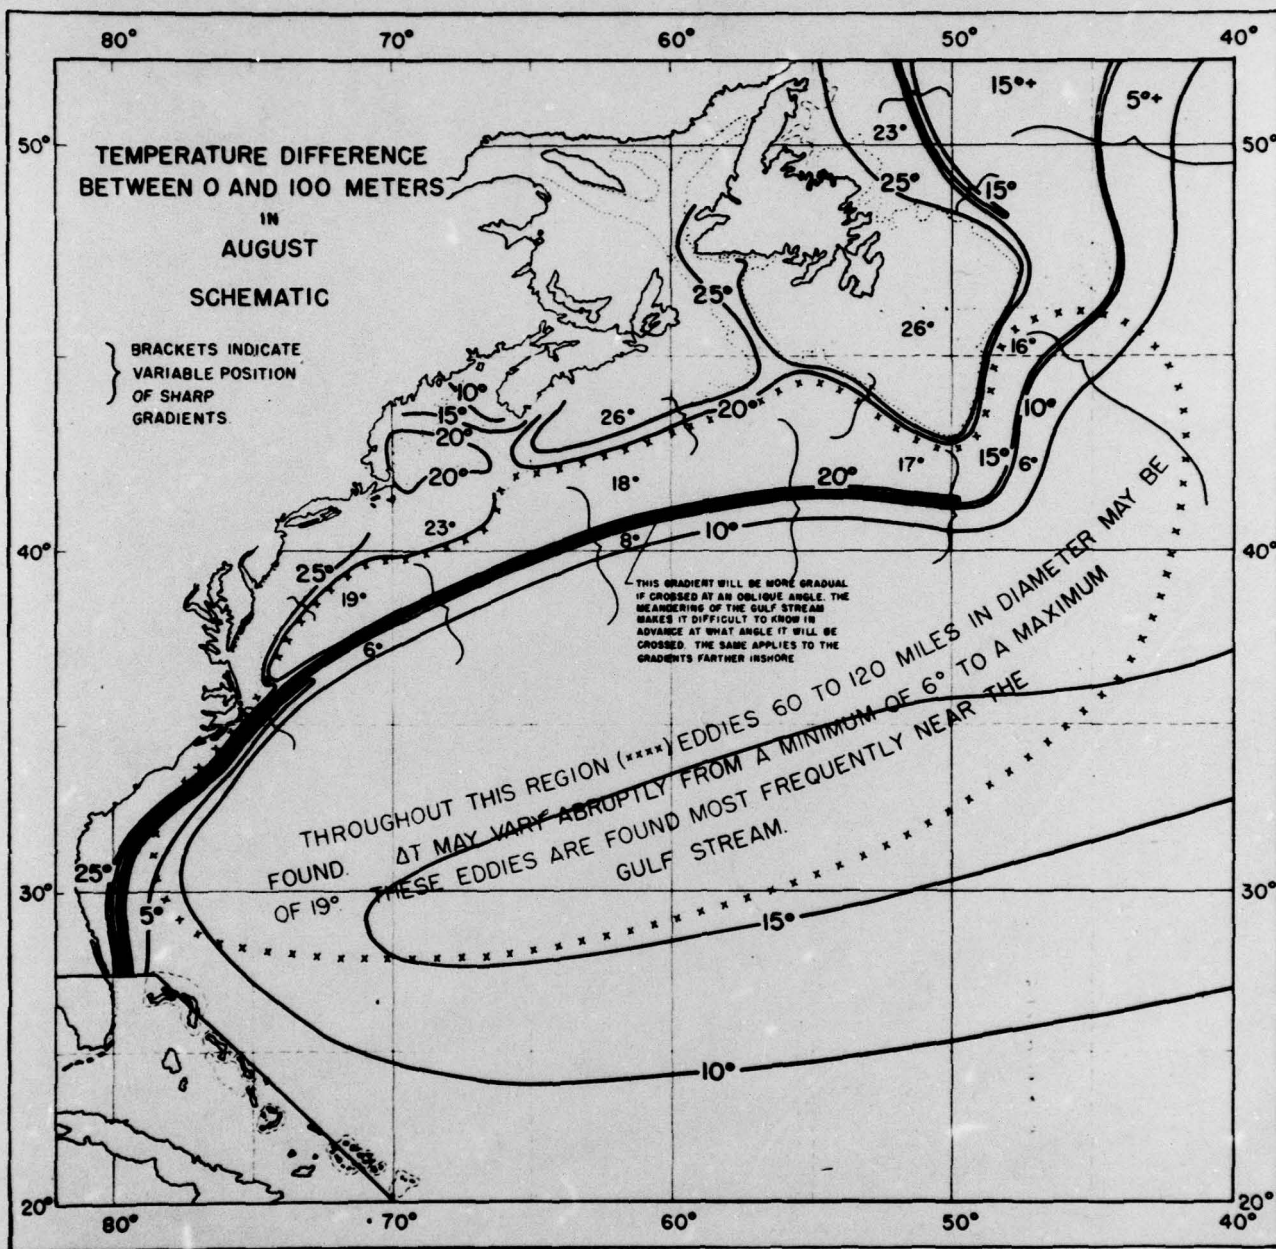 80° 70° 60° 50° 40°
TEMPERATURE DIFFERENCE
BETWEEN 0 AND 100 METERS
IN
AUGUST
SCHEMATIC
BRACKETS INDICATE
VARIABLE POSITION
OF SHARP
GRADIENTS
50°
50°
15°+
5°+
23°
25°
15°
25°
26°
16°
10°
15°
20°
20°
26°
20°
10°
15°
6°
17°
20°
18°
23°
10°
8°
40°
40°
25°
19°
6°
THIS GRADIENT WILL BE MORE GRADUAL
IF CROSSED AT AN OBLIQUE ANGLE. THE
MEANDERING OF THE GULF STREAM
MAKES IT DIFFICULT TO KNOW IN
ADVANCE AT WHAT ANGLE IT WILL BE
CROSSED. THE SAME APPLIES TO THE
GRADIENTS FARTHER INSHORE
THROUGHOUT THIS REGION (xxxx) EDDIES 60 TO 120 MILES IN DIAMETER MAY BE
FOUND. ΔT MAY VARY ABRUPTLY FROM A MINIMUM OF 6° TO A MAXIMUM
OF 19°. THESE EDDIES ARE FOUND MOST FREQUENTLY NEAR THE
GULF STREAM.
25°
30°
30°
5°
15°
10°
20°
20°
80° 70° 60° 50° 40°